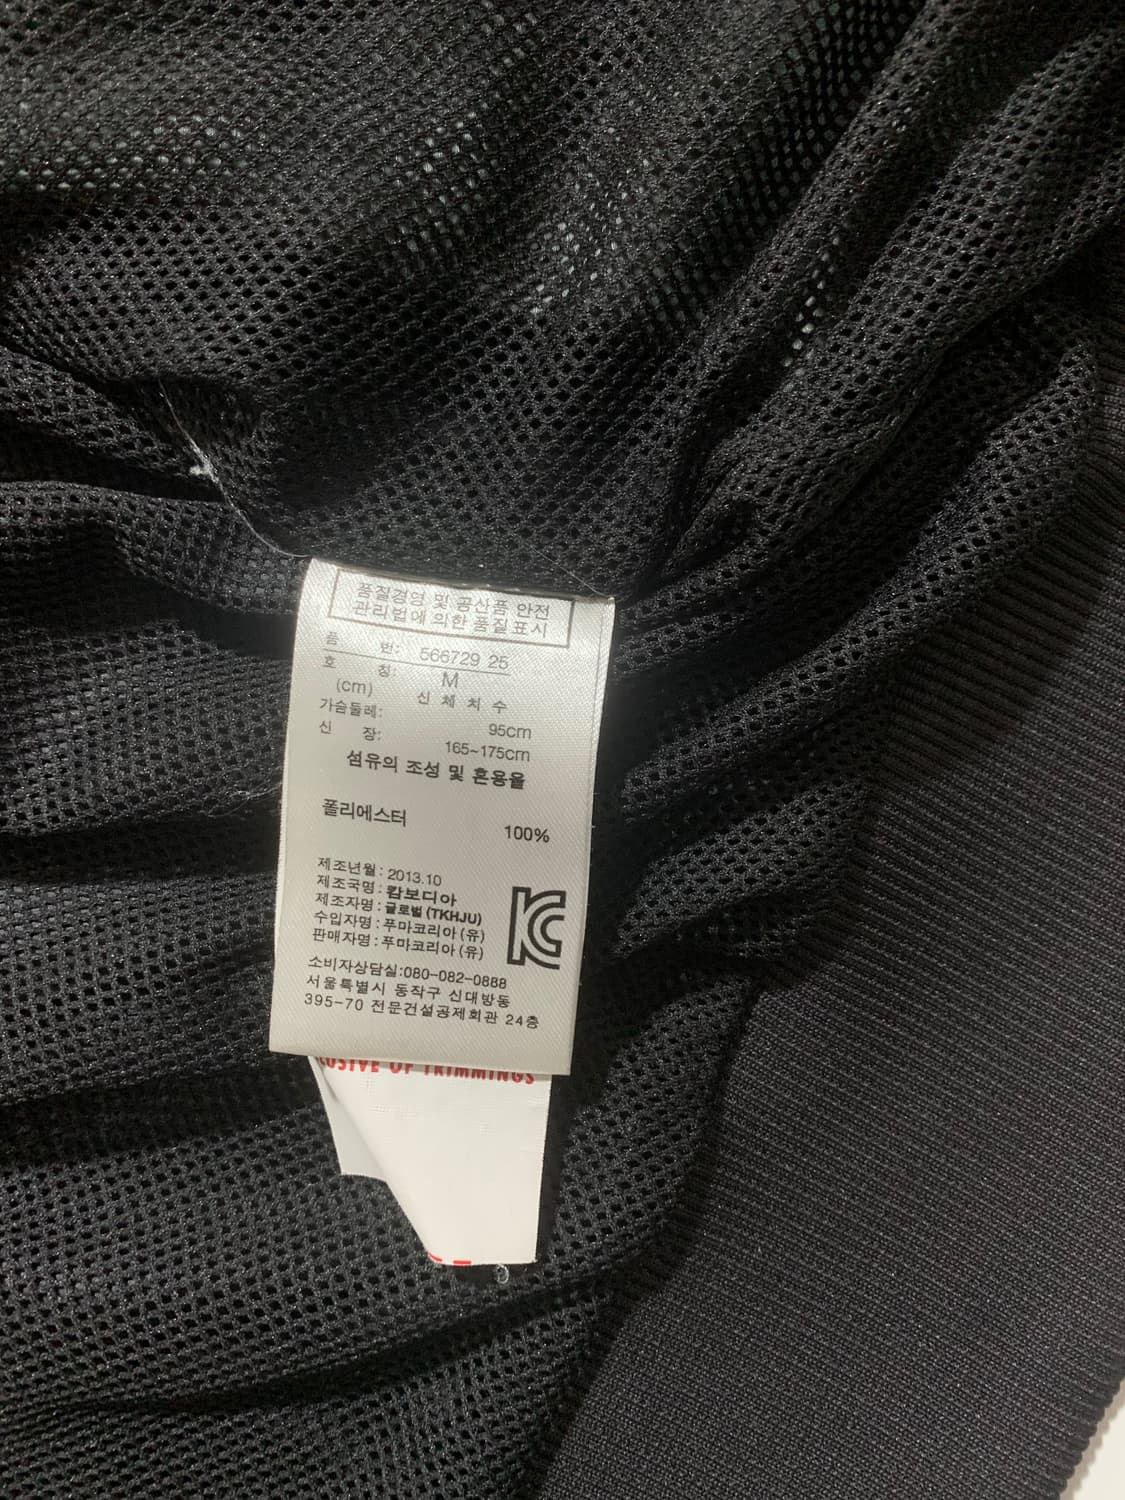 품질경영 및 공산품 안전
관리법에 의한 품질표시
품 번: 566729 25
호 칭: M
(cm) 신 체 치 수
가슴둘레: 95cm
신 장: 165~175cm
섬유의 조성 및 혼용율
폴리에스터 100%
제조년월: 2013.10
제조국명: 캄보디아
제조자명: 글로벌 (TKHJU)
수입자명: 푸마코리아 (유)
판매자명: 푸마코리아 (유)
KC
소비자상담실:080-082-0888
서울특별시 동작구 신대방동
395-70 전문건설공제회관 24층
OF TRIMMINGS